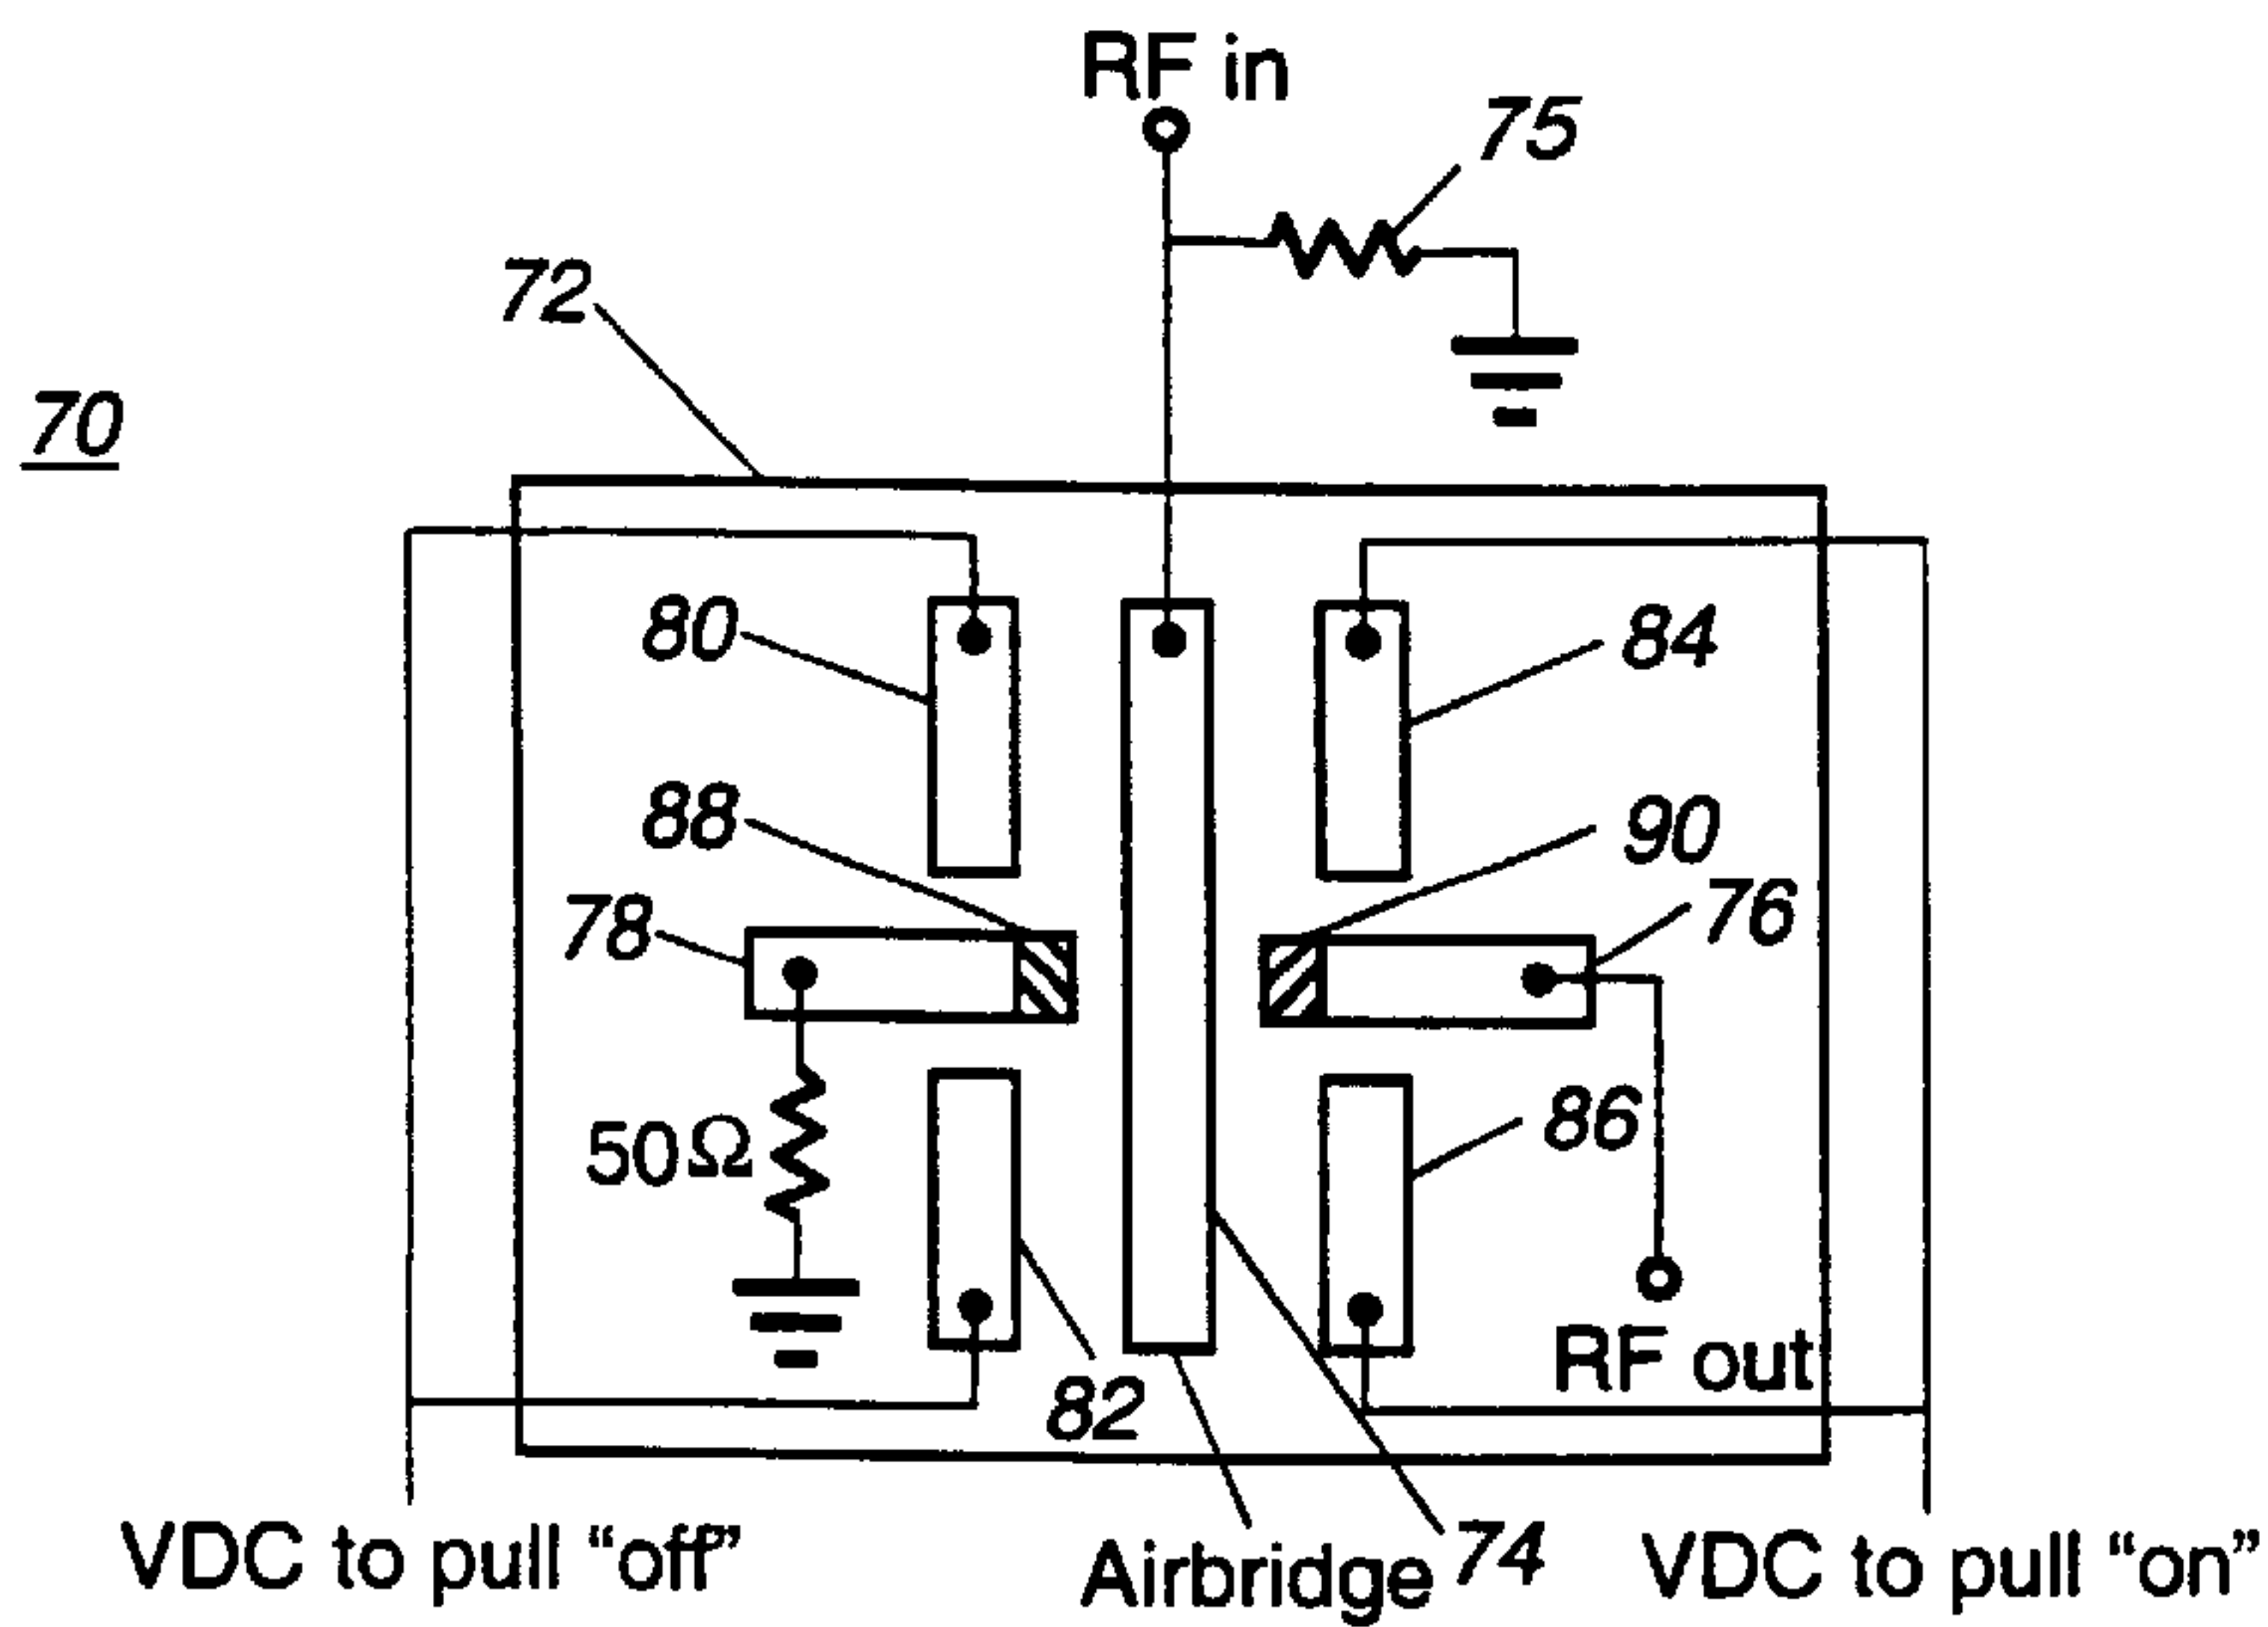 RF in
75
72
70
80
84
88
90
78
76
86
50Ω
RF out
82
VDC to pull “off”
Airbridge
74
VDC to pull “on”